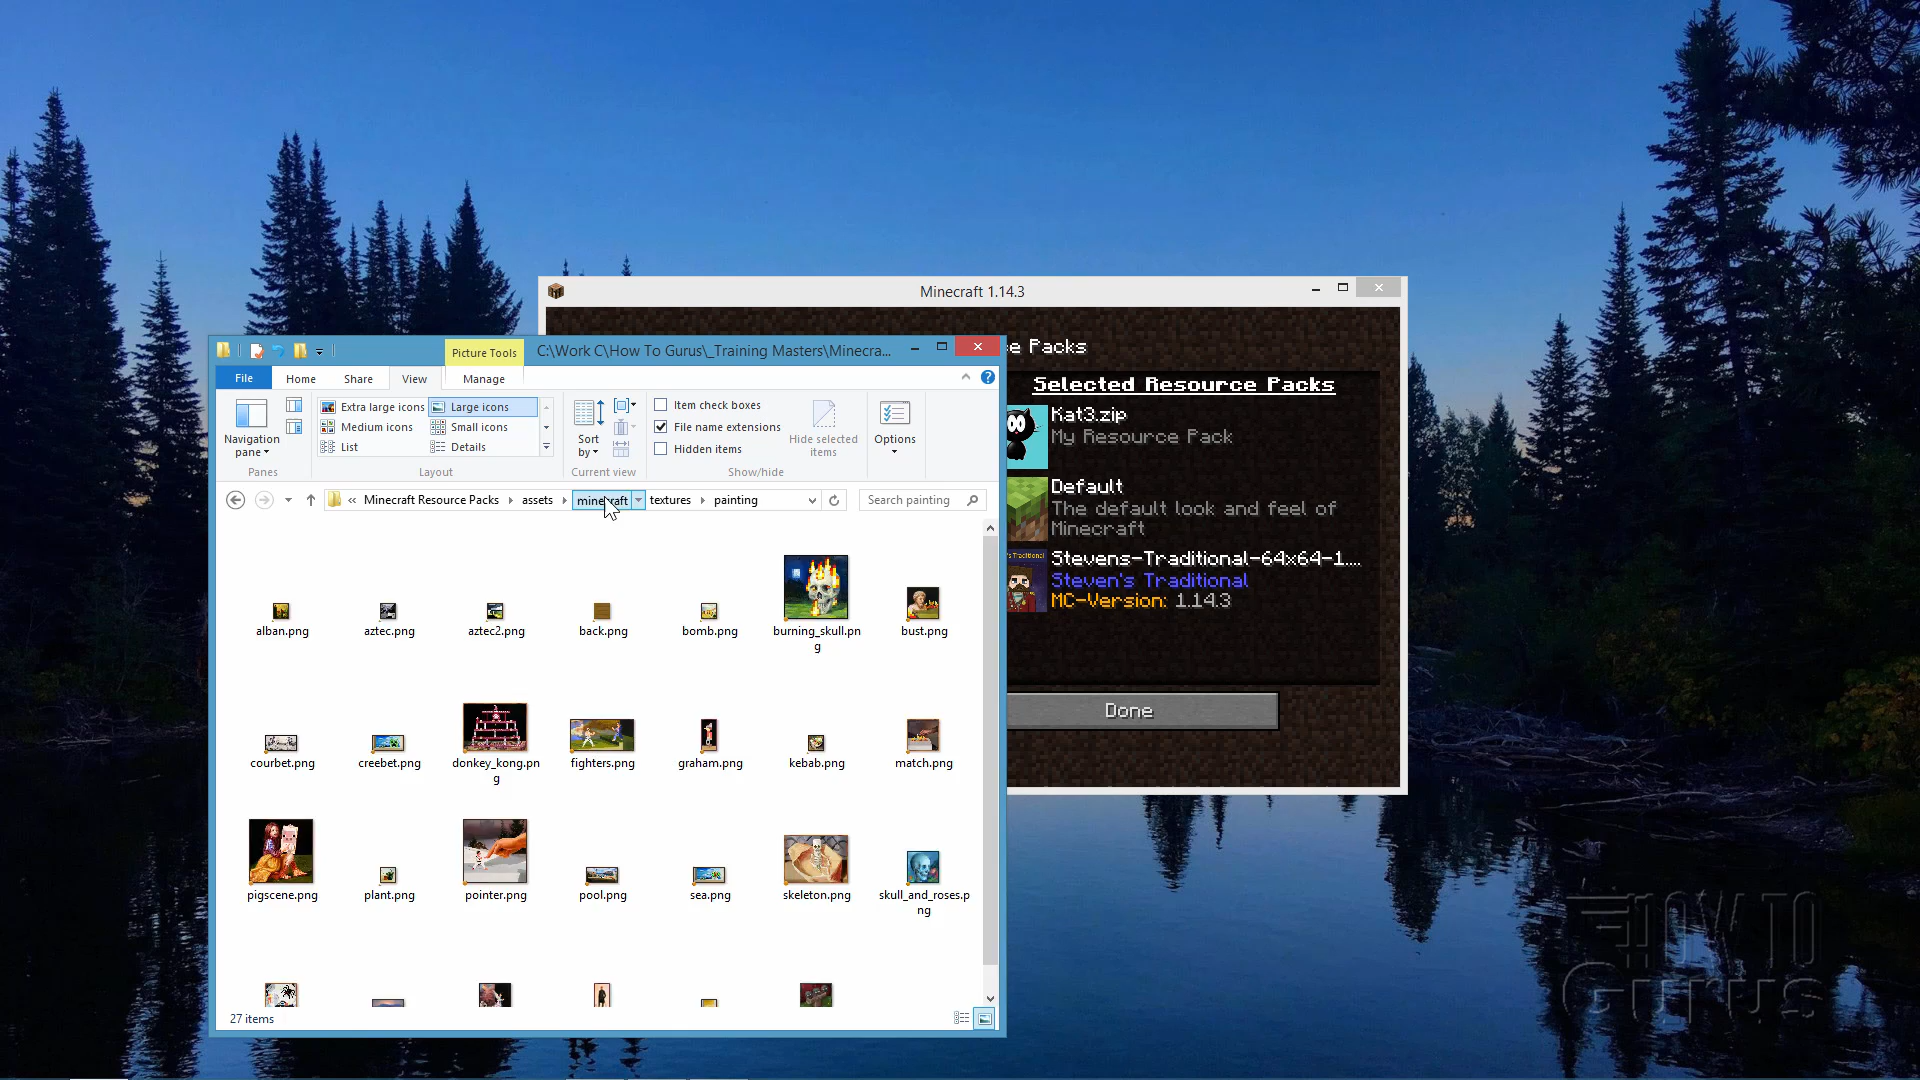 Minecraft 1.14.3
e Packs
Selected Resource Packs
Kat3.zip
My Resource Pack
Default
The default look and feel of
Minecraft
Stevens-Traditional-64x64-1....
Steven's Traditional
MC-Version: 1.14.3
Done
Picture Tools
C:\Work C\How To Gurus\_Training Masters\Minecra...
File
Home
Share
View
Manage
Navigation
pane
Panes
Extra large icons
Large icons
Medium icons
Small icons
List
Details
Layout
Sort
by
Current view
Item check boxes
File name extensions
Hidden items
Hide selected
items
Show/hide
Options
« Minecraft Resource Packs
assets
minecraft
textures
painting
Search painting
alban.png
aztec.png
aztec2.png
back.png
bomb.png
burning_skull.pn
g
bust.png
courbet.png
creebet.png
donkey_kong.pn
g
fighters.png
graham.png
kebab.png
match.png
pigscene.png
plant.png
pointer.png
pool.png
sea.png
skeleton.png
skull_and_roses.p
ng
27 items
HOW TO
Gurus